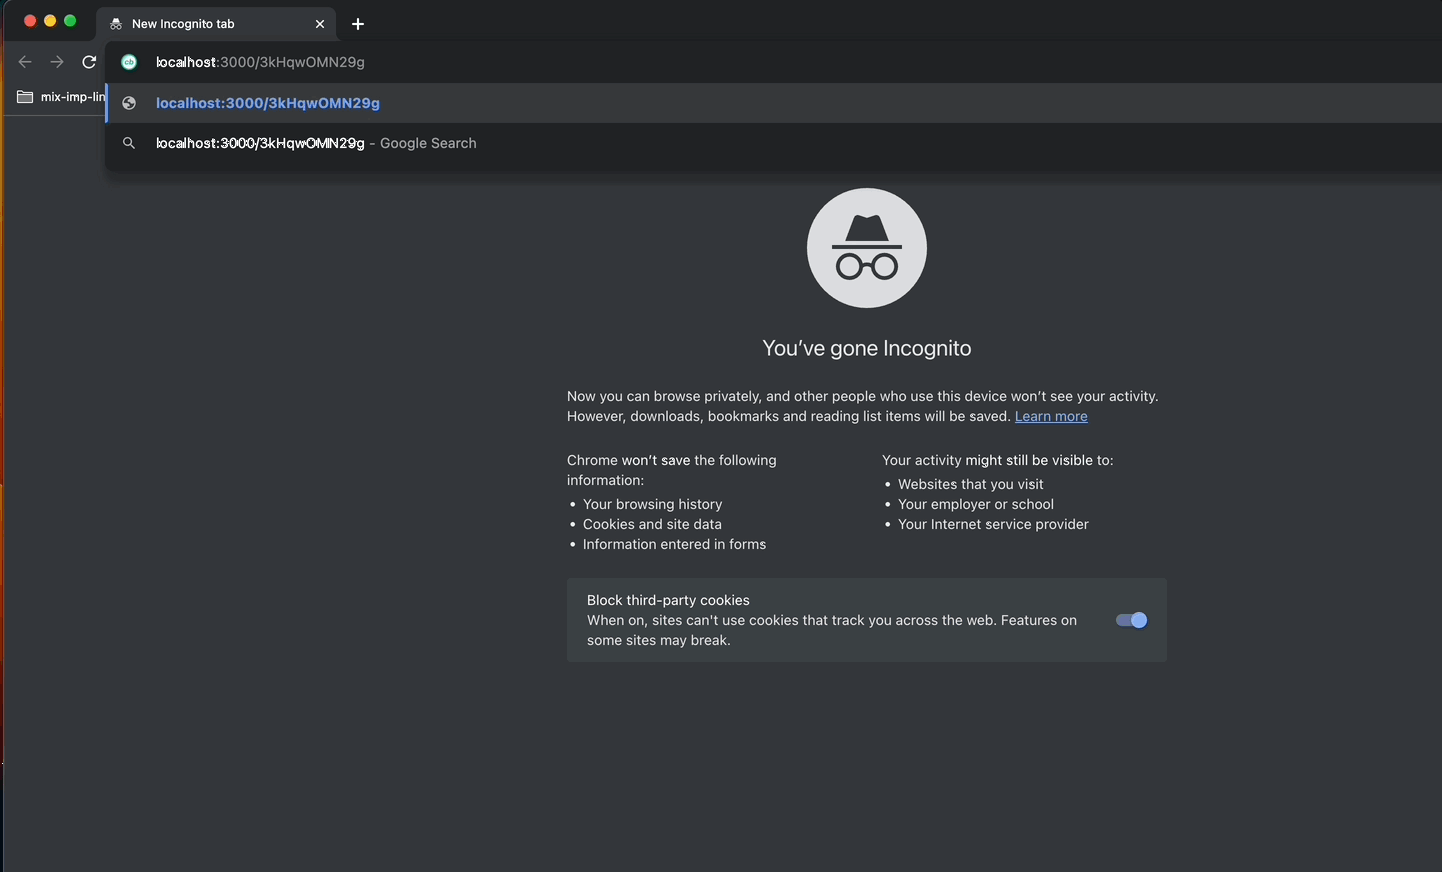 New Incognito tab
localhost:3000/3kHqwOMN29g
mix-imp-lin
localhost:3000/3kHqwOMN29g
localhost:3000/3kHqwOMN29g - Google Search
You've gone Incognito
Now you can browse privately, and other people who use this device won't see your activity.
However, downloads, bookmarks and reading list items will be saved. Learn more
Chrome won't save the following
information:
• Your browsing history
• Cookies and site data
• Information entered in forms
Your activity might still be visible to:
• Websites that you visit
• Your employer or school
• Your Internet service provider
Block third-party cookies
When on, sites can't use cookies that track you across the web. Features on
some sites may break.